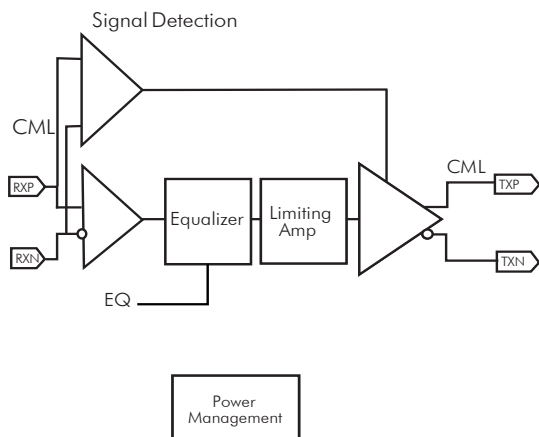 Signal Detection
CML
RXP
RXN
Equalizer
Limiting
Amp
CML
TXP
TXN
EQ
Power
Management